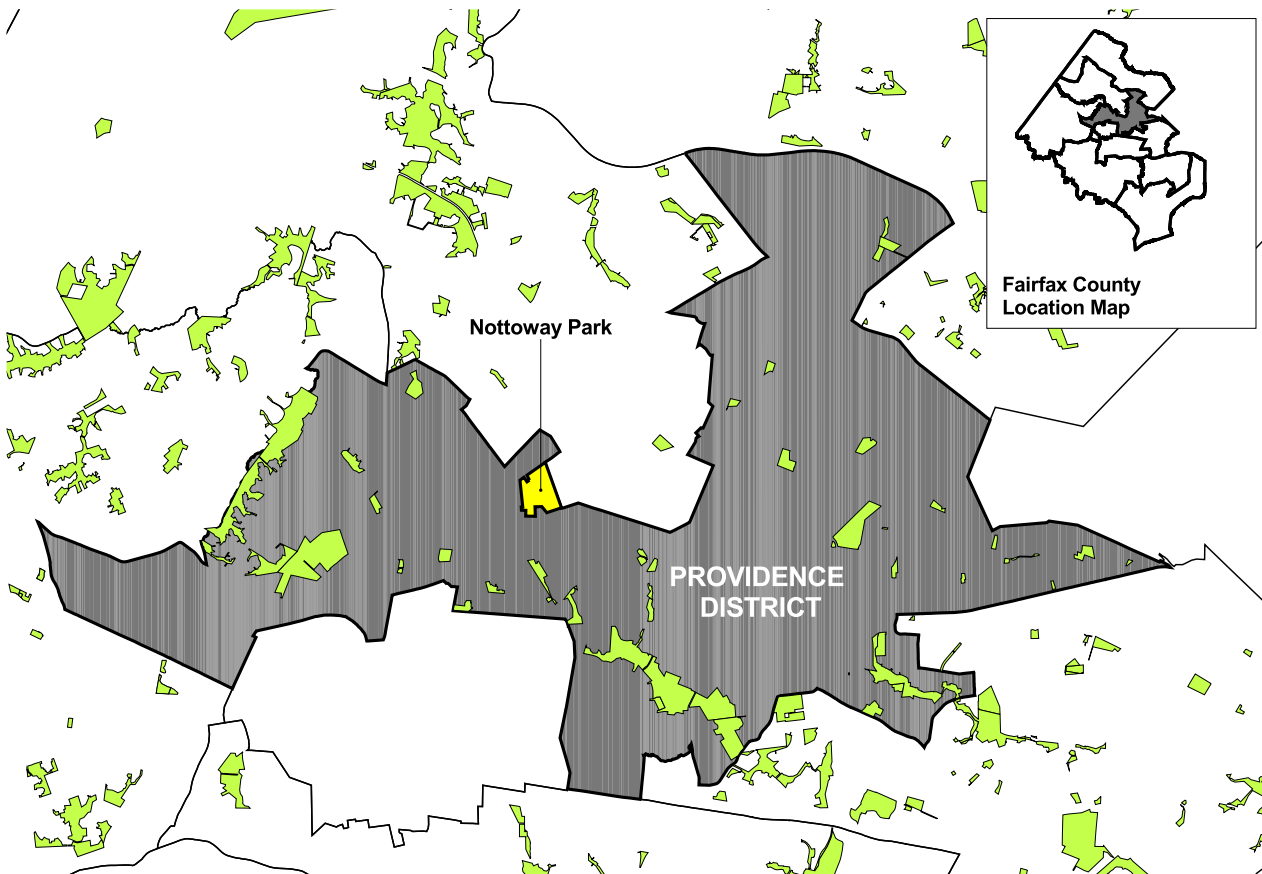 Fairfax County
Location Map
Nottoway Park
PROVIDENCE
DISTRICT